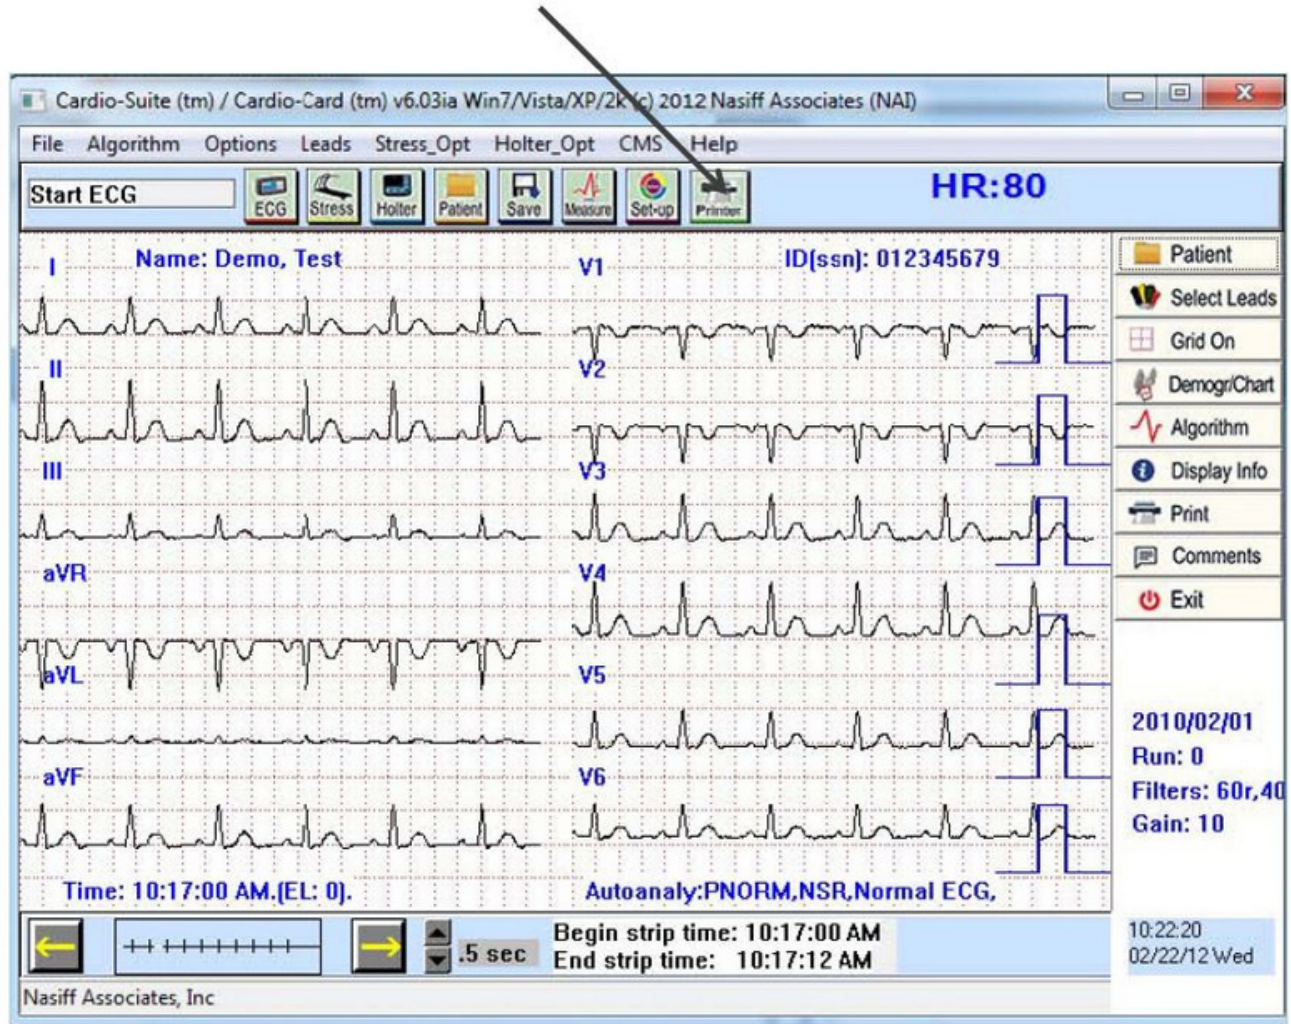 Cardio-Suite (tm) / Cardio-Card (tm) v6.03ia Win7/Vista/XP/2k (c) 2012 Nasiff Associates (NAI)
File Algorithm Options Leads Stress_Opt Holter_Opt CMS Help
Start ECG
ECG Stress Holter Patient Save Measure Set-up Printer
HR:80
I Name: Demo, Test V1 ID(ssn): 012345679
II V2
III V3
aVR V4
aVL V5
aVF V6
Time: 10:17:00 AM.(EL: 0). Autoanaly:PNORM,NSR,Normal ECG,
Patient
Select Leads
Grid On
Demogr/Chart
Algorithm
Display Info
Print
Comments
Exit
2010/02/01
Run: 0
Filters: 60r,40
Gain: 10
.5 sec
Begin strip time: 10:17:00 AM
End strip time: 10:17:12 AM
10:22:20
02/22/12 Wed
Nasiff Associates, Inc